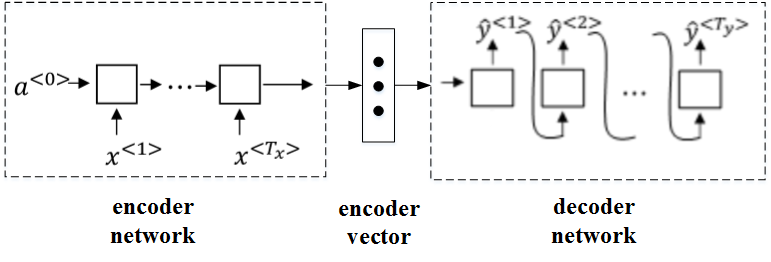 ŷ<1> ŷ<2> ŷ<Ty>
a<0> ... ...
x<1> x<Tx>
encoder network
encoder vector
decoder network